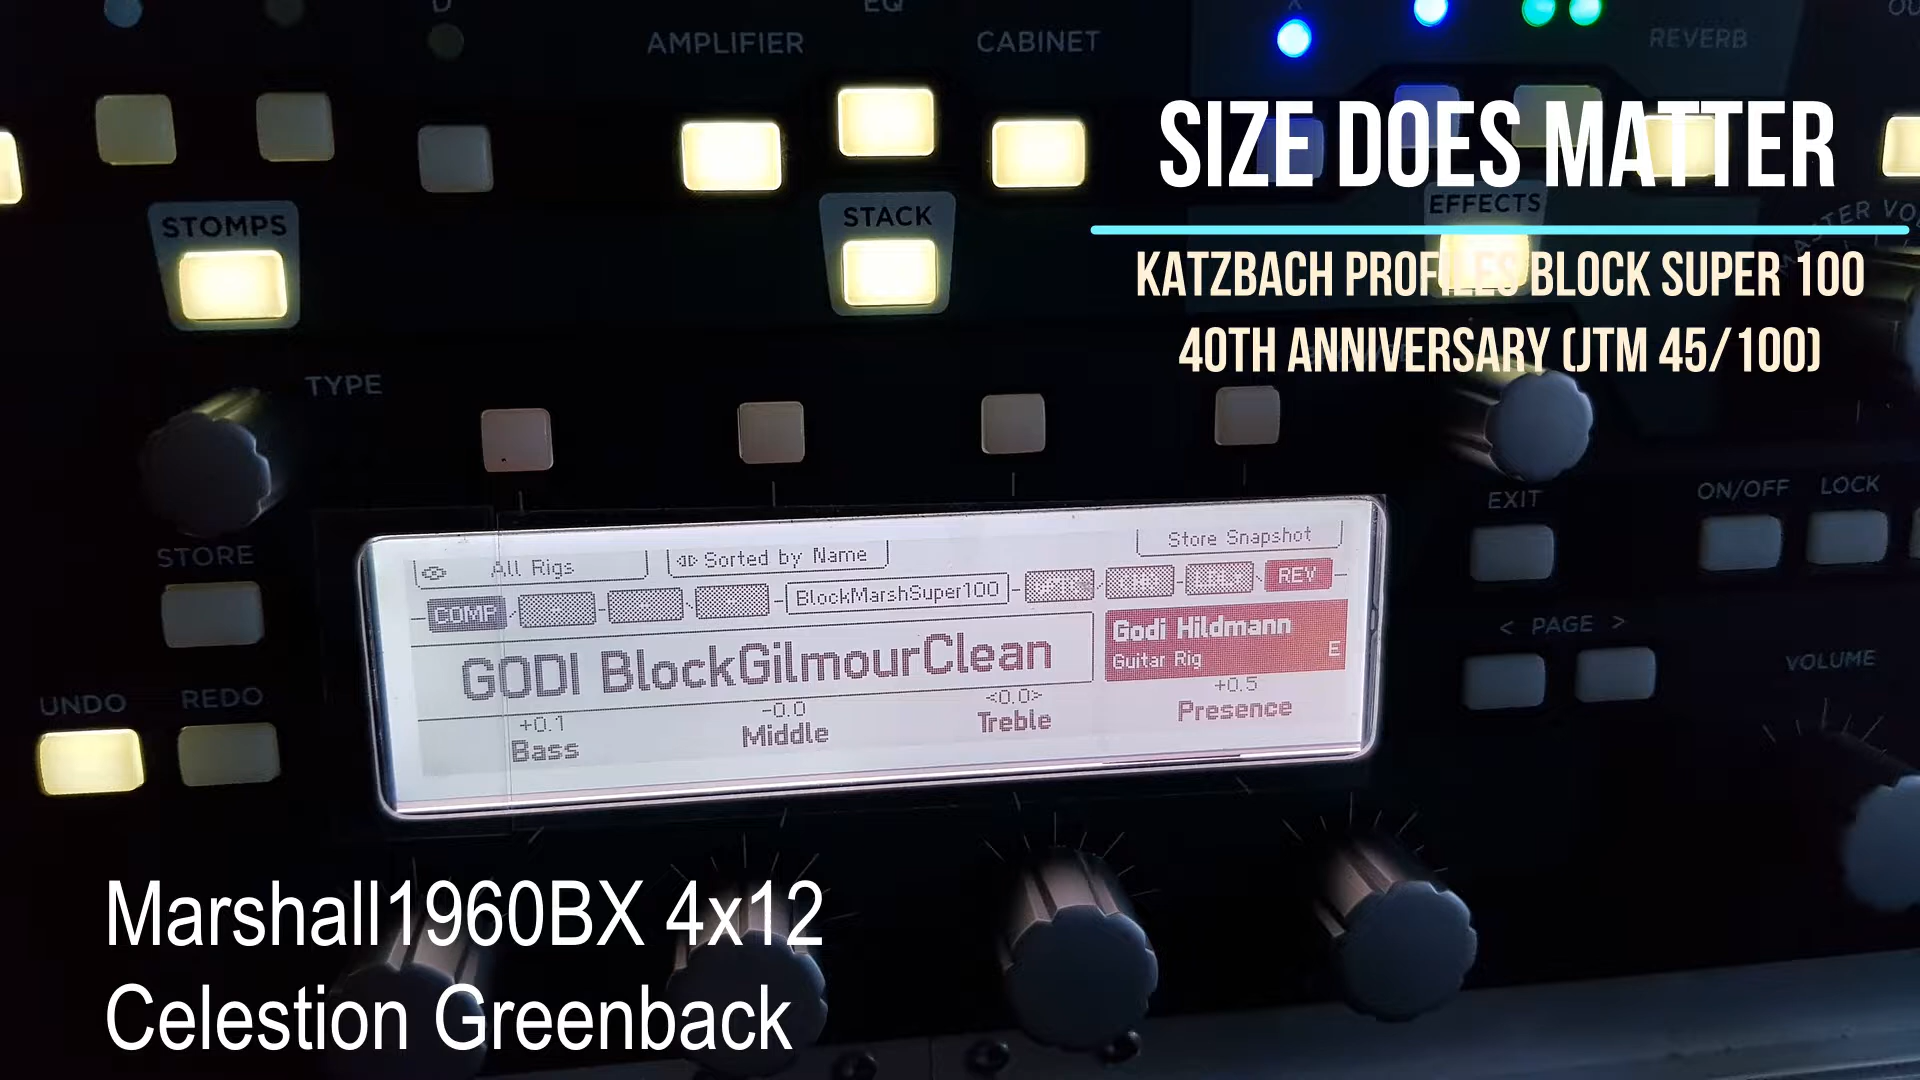 D
EQ
X
AMPLIFIER
CABINET
REVERB
SIZE DOES MATTER
STOMPS
STACK
EFFECTS
KATZBACH PROFILES BLOCK SUPER 100
40TH ANNIVERSARY (JTM 45/100)
TYPE
EXIT
ON/OFF
LOCK
STORE
All Rigs
Sorted by Name
Store Snapshot
COMP
BlockMarshSuper100
REV
GODI BlockGilmourClean
Godi Hildmann
Guitar Rig
E
+0.1
-0.0
<0.0>
+0.5
Bass
Middle
Treble
Presence
< PAGE >
VOLUME
UNDO
REDO
Marshall1960BX 4x12
Celestion Greenback